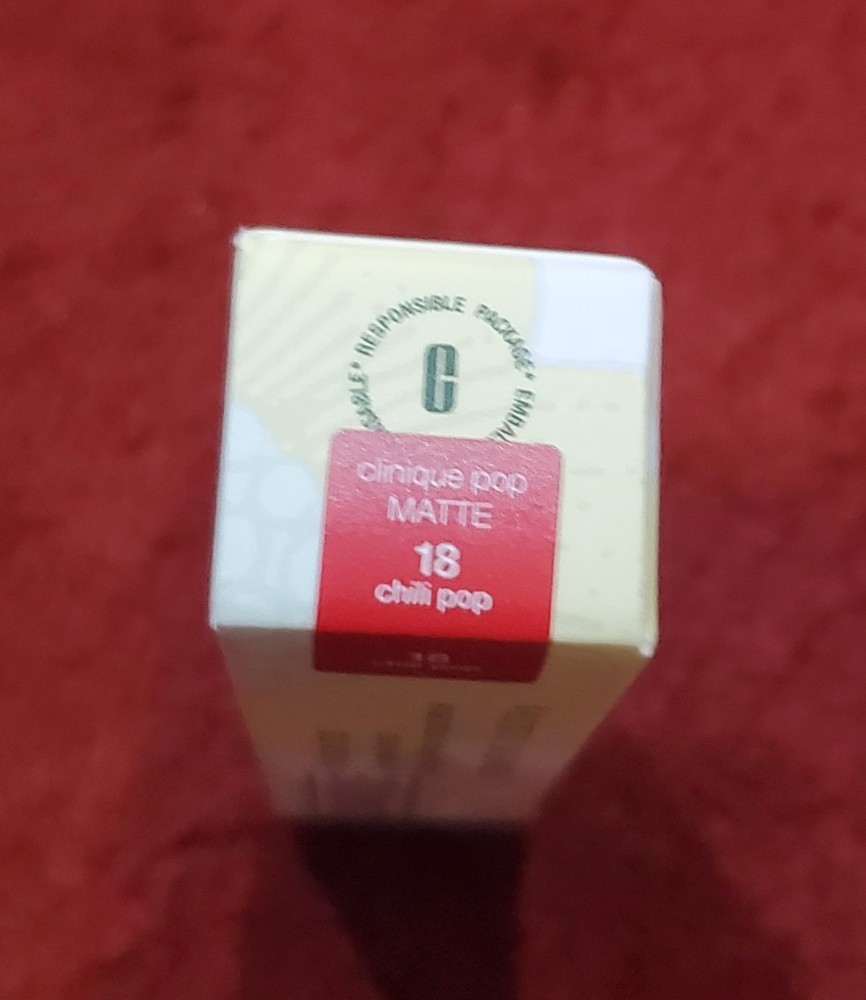 RESPONSIBLE PACKAGE*
C
clinique pop
MATTE
18
chili pop